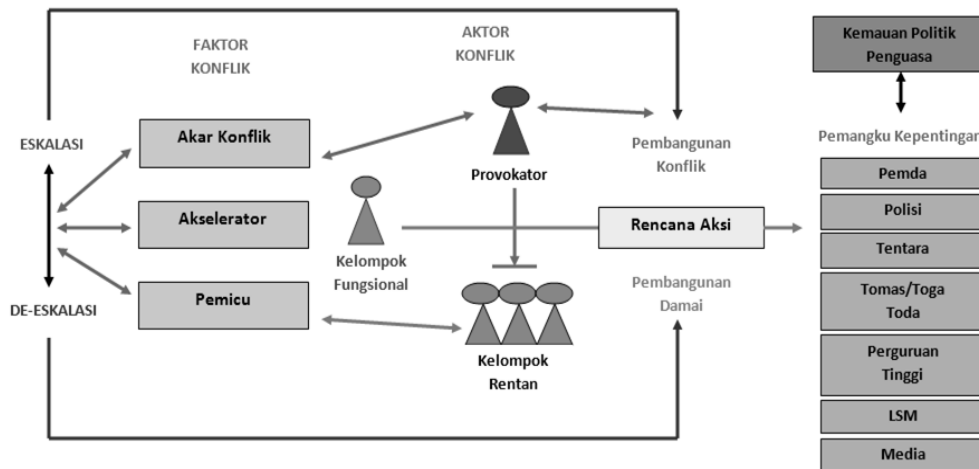 FAKTOR
KONFLIK
AKTOR
KONFLIK
Kemauan Politik
Penguasa
ESKALASI
Akar Konflik
Provokator
Pembangunan
Konflik
Pemangku Kepentingan
Pemda
Akselerator
Kelompok
Fungsional
Rencana Aksi
Polisi
Tentara
DE-ESKALASI
Pemicu
Kelompok
Rentan
Pembangunan
Damai
Tomas/Toga
Toda
Perguruan
Tinggi
LSM
Media